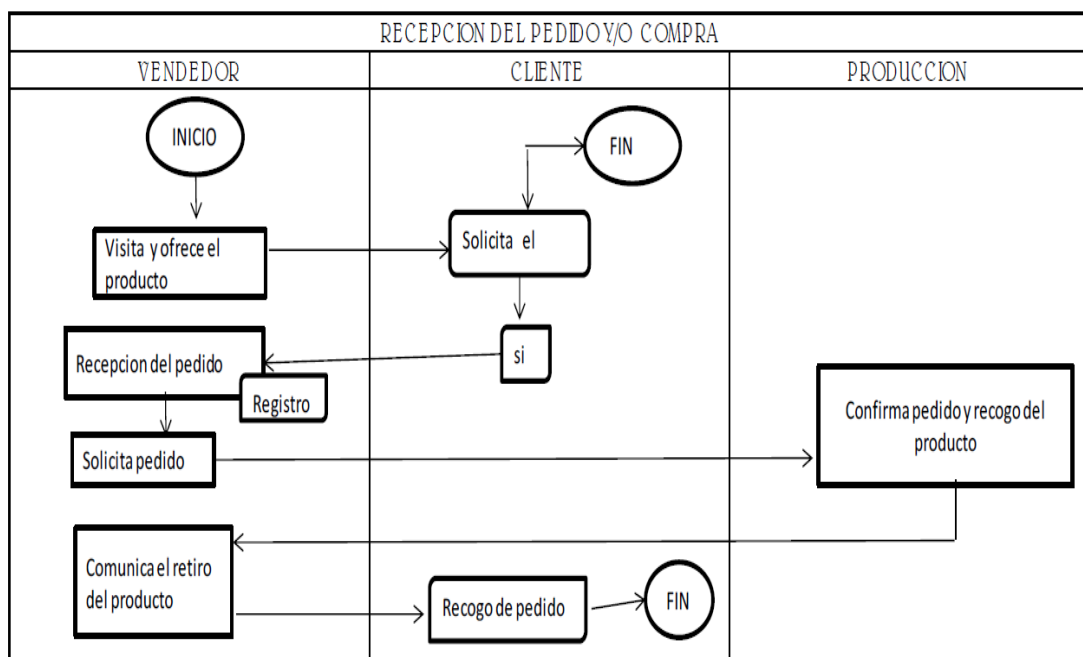 RECEPCION DEL PEDIDO Y/O COMPRA
VENDEDOR
CLIENTE
PRODUCCION
INICIO
FIN
Visita y ofrece el
producto
Solicita el
Recepcion del pedido
si
Registro
Confirma pedido y recogo del
producto
Solicita pedido
Comunica el retiro
del producto
Recogo de pedido
FIN